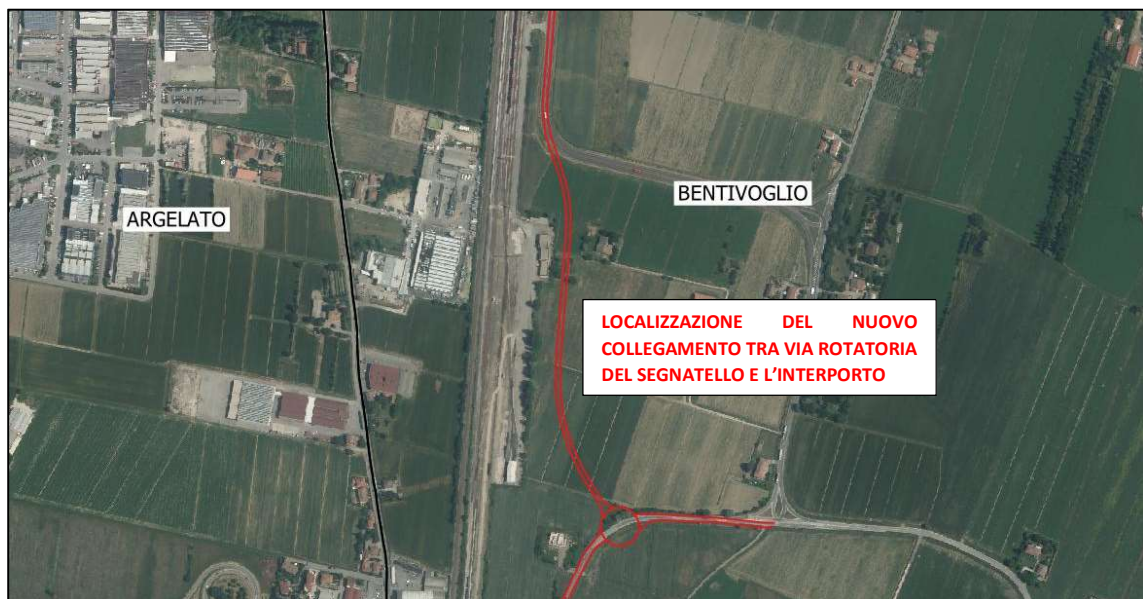 ARGELATO
BENTIVOGLIO
LOCALIZZAZIONE DEL NUOVO
COLLEGAMENTO TRA VIA ROTATORIA
DEL SEGNATELLO E L'INTERPORTO